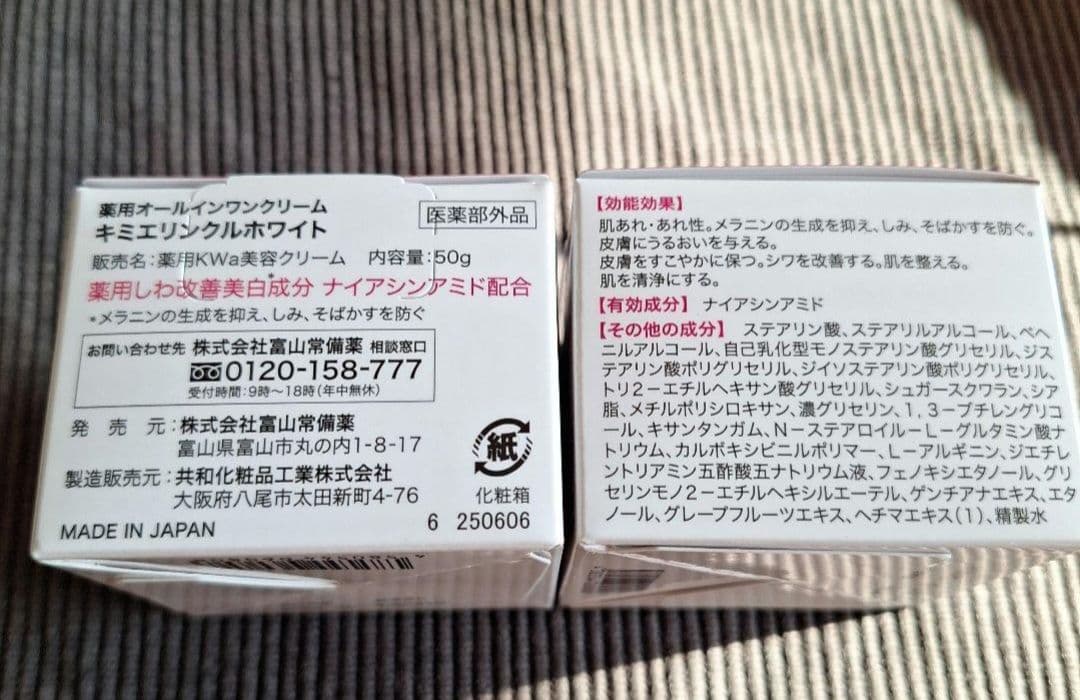 薬用オールインワンクリーム
キミエリンクルホワイト
医薬部外品
販売名:薬用KWa美容クリーム 内容量:50g
薬用しわ改善美白成分* ナイアシンアミド配合
*メラニンの生成を抑え、しみ、そばかすを防ぐ
お問い合わせ先 株式会社富山常備薬 相談窓口
0120-158-777
受付時間:9時~18時(年中無休)
発売元:株式会社富山常備薬
富山県富山市丸の内1-8-17
製造販売元:共和化粧品工業株式会社
大阪府八尾市太田新町4-76
紙
化粧箱
MADE IN JAPAN
6 250606
【効能効果】
肌あれ・あれ性。メラニンの生成を抑え、しみ、そばかすを防ぐ。
皮膚にうるおいを与える。
皮膚をすこやかに保つ。シワを改善する。肌を整える。
肌を清浄にする。
【有効成分】 ナイアシンアミド
【その他の成分】 ステアリン酸、ステアリルアルコール、ベヘ
ニルアルコール、自己乳化型モノステアリン酸グリセリル、ジス
テアリン酸ポリグリセリル、ジイソステアリン酸ポリグリセリル、
トリ2-エチルヘキサン酸グリセリル、シュガースクワラン、シア
脂、メチルポリシロキサン、濃グリセリン、1,3-ブチレングリコ
ール、キサンタンガム、N-ステアロイル-L-グルタミン酸ナ
トリウム、カルボキシビニルポリマー、L-アルギニン、ジエチレ
ントリアミン五酢酸五ナトリウム液、フェノキシエタノール、グリ
セリンモノ2-エチルヘキシルエーテル、ゲンチアナエキス、エタ
ノール、グレープフルーツエキス、ヘチマエキス(1)、精製水